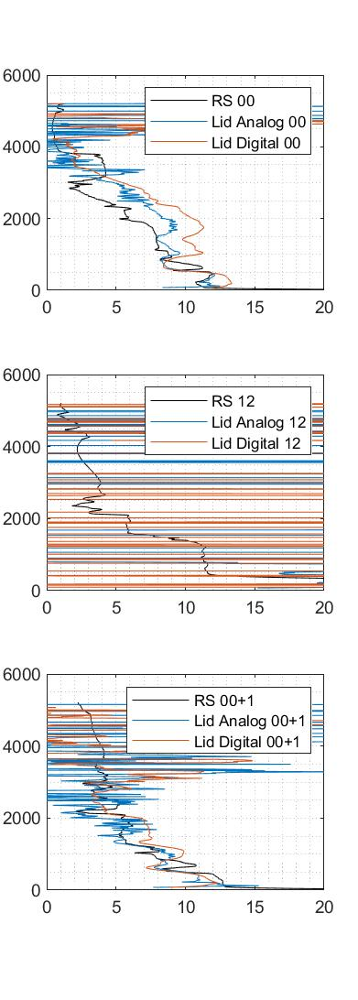 6000
4000
2000
0
RS 00
Lid Analog 00
Lid Digital 00
0 5 10 15 20
6000
4000
2000
0
RS 12
Lid Analog 12
Lid Digital 12
0 5 10 15 20
6000
4000
2000
0
RS 00+1
Lid Analog 00+1
Lid Digital 00+1
0 5 10 15 20